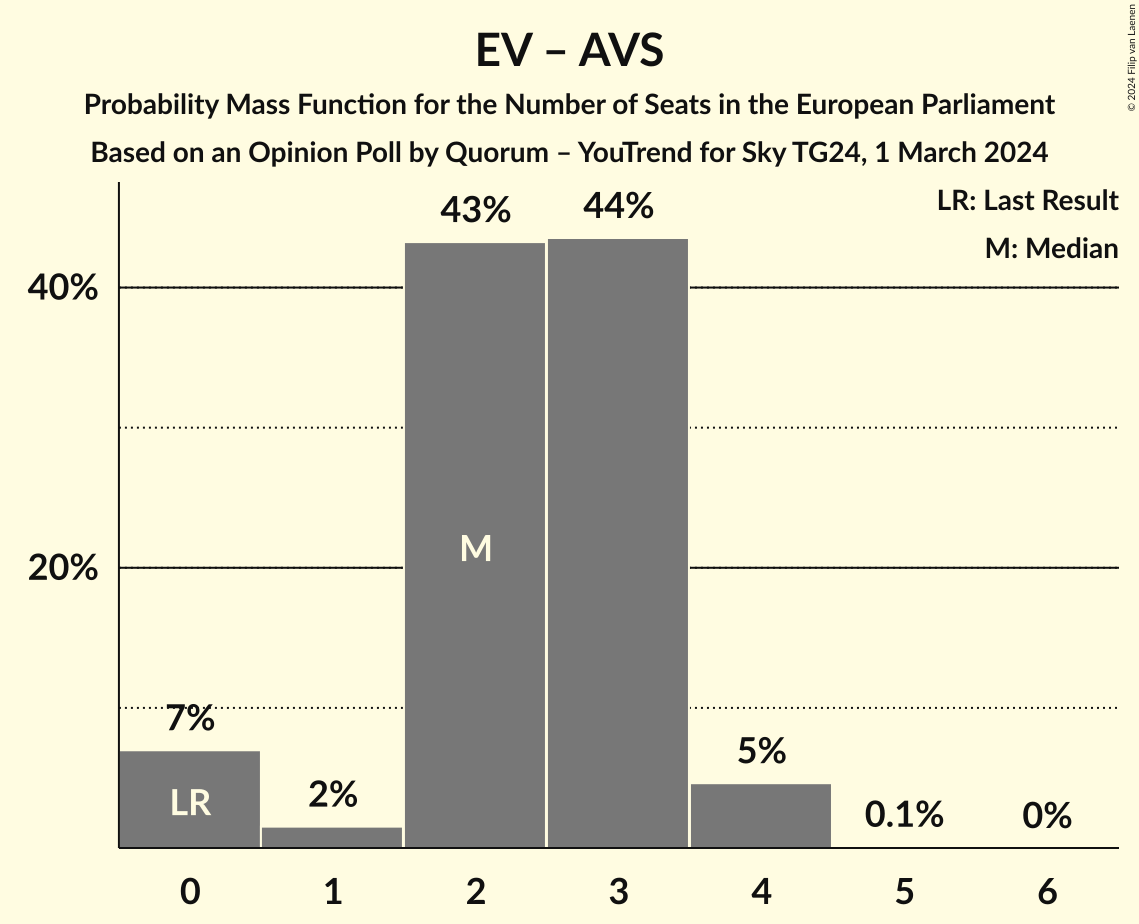 EV – AVS
Probability Mass Function for the Number of Seats in the European Parliament
Based on an Opinion Poll by Quorum – YouTrend for Sky TG24, 1 March 2024
© 2024 Filip van Laenen
LR: Last Result
M: Median
43%
44%
40%
M
20%
7%
5%
2%
LR
0.1%
0%
0
1
2
3
4
5
6